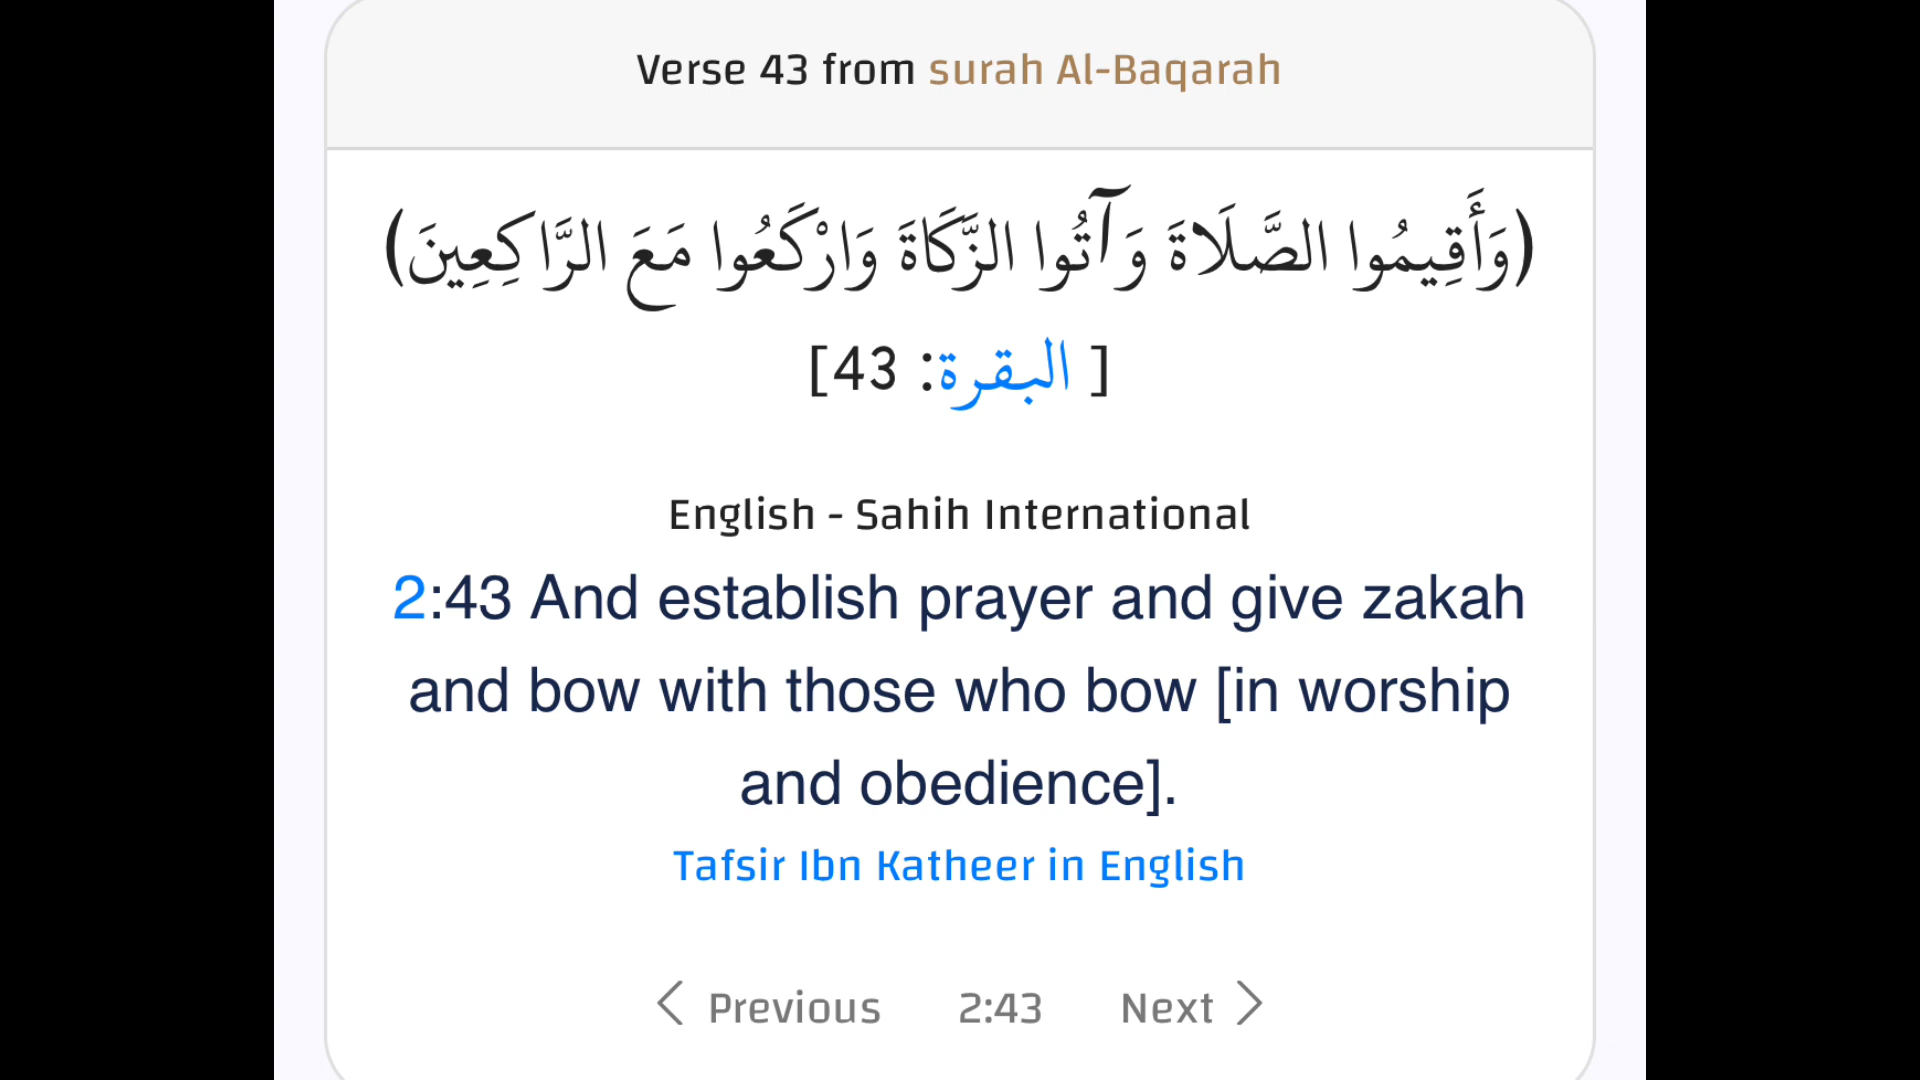 Verse 43 from surah Al-Baqarah
﴿وَأَقِيمُوا الصَّلَاةَ وَآتُوا الزَّكَاةَ وَارْكَعُوا مَعَ الرَّاكِعِينَ﴾
[ البقرة: 43]
English - Sahih International
2:43 And establish prayer and give zakah
and bow with those who bow [in worship
and obedience].
Tafsir Ibn Katheer in English
Previous 2:43 Next